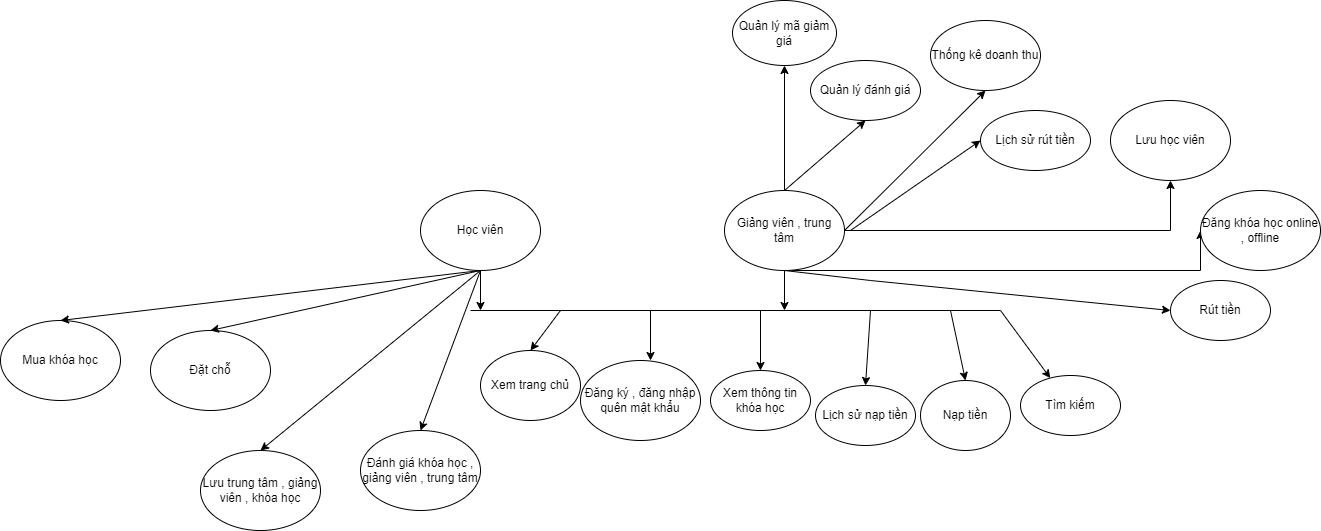 Quản lý mã giảm
giá
Thống kê doanh thu
Quản lý đánh giá
Lịch sử rút tiền
Lưu học viên
Học viên
Giảng viên , trung
tâm
Đăng khóa học online
, offline
Rút tiền
Mua khóa học
Đặt chỗ
Xem trang chủ
Đăng ký , đăng nhập
quên mật khẩu
Xem thông tin
khóa học
Lịch sử nạp tiền
Nạp tiền
Tìm kiếm
Lưu trung tâm , giảng
viên , khóa học
Đánh giá khóa học ,
giảng viên , trung tâm